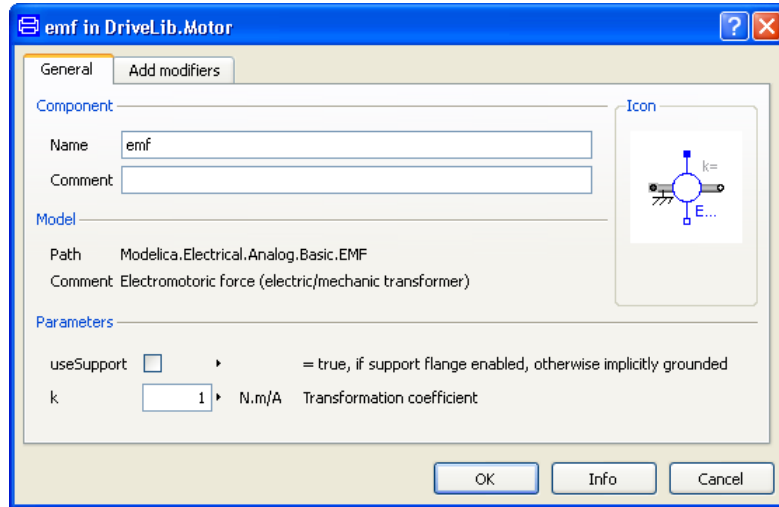 emf in DriveLib.Motor
General Add modifiers
Component
Icon
Name emf
Comment
k=
E...
Model
Path Modelica.Electrical.Analog.Basic.EMF
Comment Electromotoric force (electric/mechanic transformer)
Parameters
useSupport = true, if support flange enabled, otherwise implicitly grounded
k 1 N.m/A Transformation coefficient
OK Info Cancel